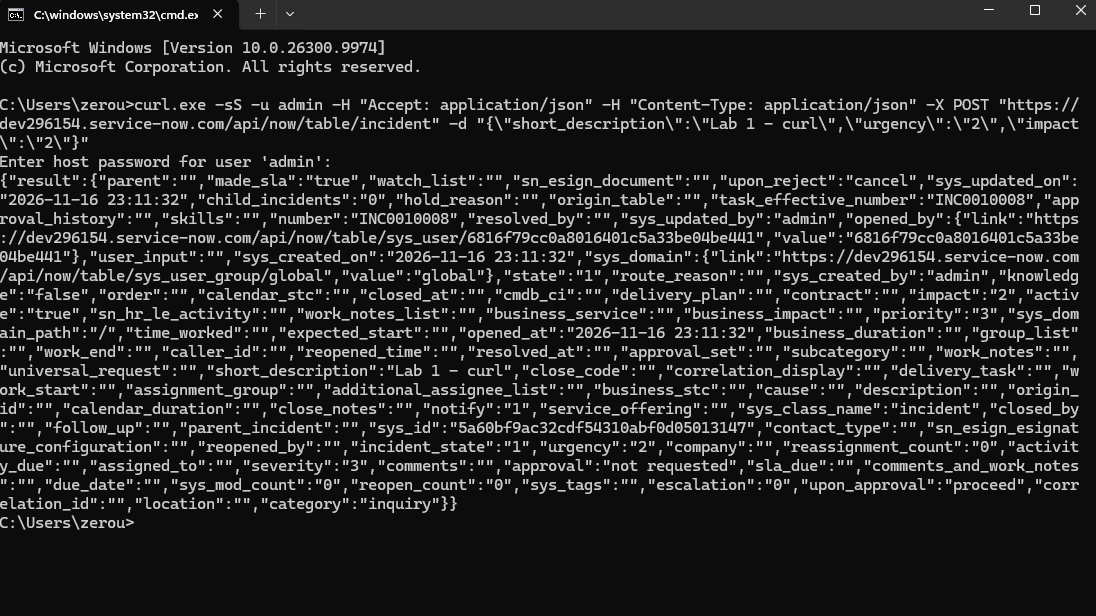 C:\windows\system32\cmd.ex
Microsoft Windows [Version 10.0.26300.9974]
(c) Microsoft Corporation. All rights reserved.
C:\Users\zerou>curl.exe -sS -u admin -H "Accept: application/json" -H "Content-Type: application/json" -X POST "https://
dev296154.service-now.com/api/now/table/incident" -d "{\"short_description\":\"Lab 1 - curl\",\"urgency\":\"2\",\"impact
\":\"2\"}"
Enter host password for user 'admin':
{"result":{"parent":"","made_sla":"true","watch_list":"","sn_esign_document":"","upon_reject":"cancel","sys_updated_on":
"2026-11-16 23:11:32","child_incidents":"0","hold_reason":"","origin_table":"","task_effective_number":"INC0010008","app
roval_history":"","skills":"","number":"INC0010008","resolved_by":"","sys_updated_by":"admin","opened_by":{"link":"https
://dev296154.service-now.com/api/now/table/sys_user/6816f79cc0a8016401c5a33be04be441","value":"6816f79cc0a8016401c5a33be
04be441"},"user_input":"","sys_created_on":"2026-11-16 23:11:32","sys_domain":{"link":"https://dev296154.service-now.com
/api/now/table/sys_user_group/global","value":"global"},"state":"1","route_reason":"","sys_created_by":"admin","knowledg
e":"false","order":"","calendar_stc":"","closed_at":"","cmdb_ci":"","delivery_plan":"","contract":"","impact":"2","activ
e":"true","sn_hr_le_activity":"","work_notes_list":"","business_service":"","business_impact":"","priority":"3","sys_dom
ain_path":"/","time_worked":"","expected_start":"","opened_at":"2026-11-16 23:11:32","business_duration":"","group_list"
:"","work_end":"","caller_id":"","reopened_time":"","resolved_at":"","approval_set":"","subcategory":"","work_notes":"",
"universal_request":"","short_description":"Lab 1 - curl","close_code":"","correlation_display":"","delivery_task":"","w
ork_start":"","assignment_group":"","additional_assignee_list":"","business_stc":"","cause":"","description":"","origin_
id":"","calendar_duration":"","close_notes":"","notify":"1","service_offering":"","sys_class_name":"incident","closed_by
":"","follow_up":"","parent_incident":"","sys_id":"5a60bf9ac32cdf54310abf0d05013147","contact_type":"","sn_esign_esignat
ure_configuration":"","reopened_by":"","incident_state":"1","urgency":"2","company":"","reassignment_count":"0","activit
y_due":"","assigned_to":"","severity":"3","comments":"","approval":"not requested","sla_due":"","comments_and_work_notes
":"","due_date":"","sys_mod_count":"0","reopen_count":"0","sys_tags":"","escalation":"0","upon_approval":"proceed","corr
elation_id":"","location":"","category":"inquiry"}}
C:\Users\zerou>